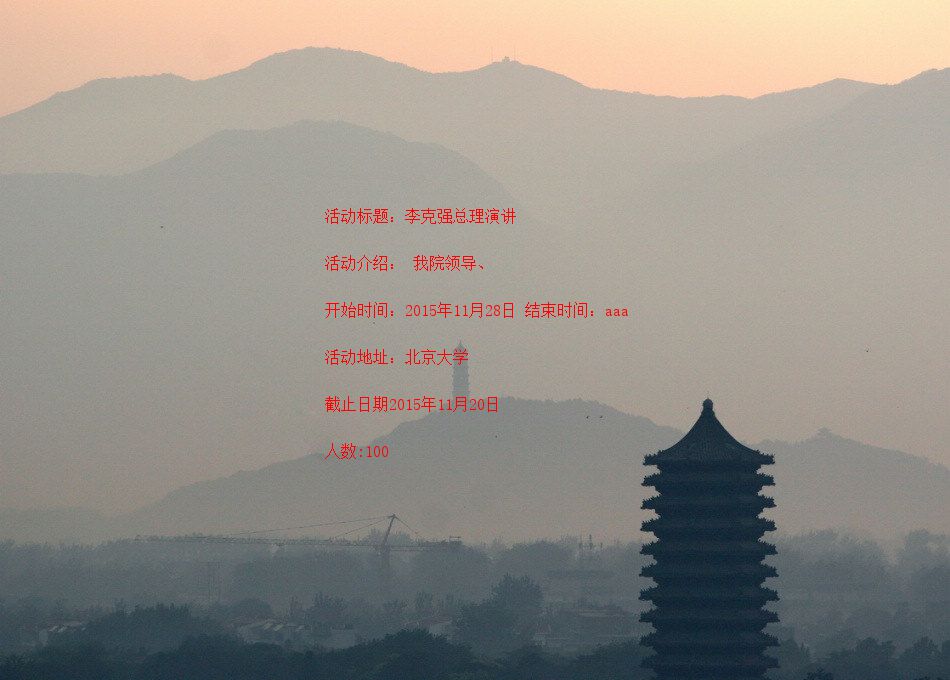 活动标题：李克强总理演讲
活动介绍： 我院领导、
开始时间：2015年11月28日 结束时间：aaa
活动地址：北京大学
截止日期2015年11月20日
人数:100